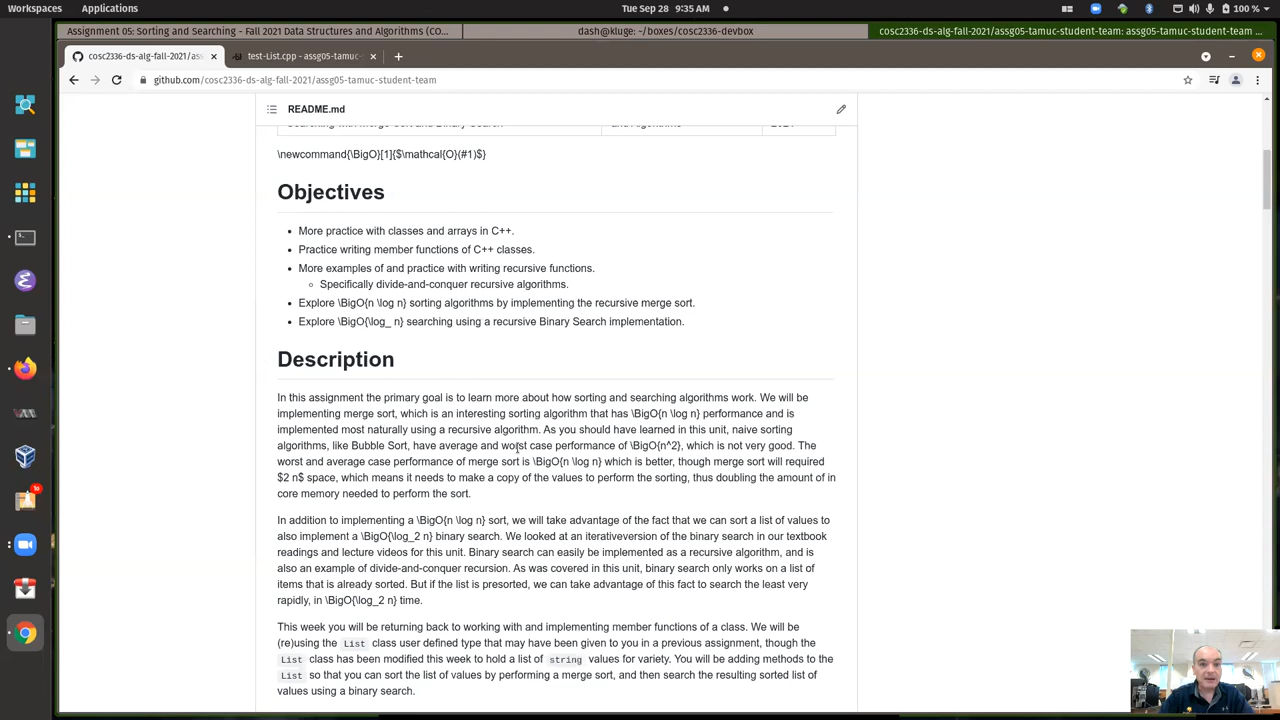 Workspaces Applications Tue Sep 28 9:35 AM 100 %
Assignment 05: Sorting and Searching - Fall 2021 Data Structures and Algorithms (CO... dash@kluge: ~/boxes/cosc2336-devbox cosc2336-ds-alg-fall-2021/assg05-tamuc-student-team: assg05-tamuc-student-team ...
cosc2336-ds-alg-fall-2021/ass test-List.cpp - assg05-tamuc-
github.com/cosc2336-ds-alg-fall-2021/assg05-tamuc-student-team
README.md
Searching with Merge Sort and Binary Search and Algorithms 2021
\newcommand{\BigO}[1]{$\mathcal{O}(#1)$}
Objectives
More practice with classes and arrays in C++.
Practice writing member functions of C++ classes.
More examples of and practice with writing recursive functions.
Specifically divide-and-conquer recursive algorithms.
Explore \BigO{n \log n} sorting algorithms by implementing the recursive merge sort.
Explore \BigO{\log_ n} searching using a recursive Binary Search implementation.
Description
In this assignment the primary goal is to learn more about how sorting and searching algorithms work. We will be
implementing merge sort, which is an interesting sorting algorithm that has \BigO{n \log n} performance and is
implemented most naturally using a recursive algorithm. As you should have learned in this unit, naive sorting
algorithms, like Bubble Sort, have average and worst case performance of \BigO{n^2}, which is not very good. The
worst and average case performance of merge sort is \BigO{n \log n} which is better, though merge sort will required
$2 n$ space, which means it needs to make a copy of the values to perform the sorting, thus doubling the amount of in
core memory needed to perform the sort.
In addition to implementing a \BigO{n \log n} sort, we will take advantage of the fact that we can sort a list of values to
also implement a \BigO{\log_2 n} binary search. We looked at an iterativeversion of the binary search in our textbook
readings and lecture videos for this unit. Binary search can easily be implemented as a recursive algorithm, and is
also an example of divide-and-conquer recursion. As was covered in this unit, binary search only works on a list of
items that is already sorted. But if the list is presorted, we can take advantage of this fact to search the least very
rapidly, in \BigO{\log_2 n} time.
This week you will be returning back to working with and implementing member functions of a class. We will be
(re)using the List class user defined type that may have been given to you in a previous assignment, though the
List class has been modified this week to hold a list of string values for variety. You will be adding methods to the
List so that you can sort the list of values by performing a merge sort, and then search the resulting sorted list of
values using a binary search.